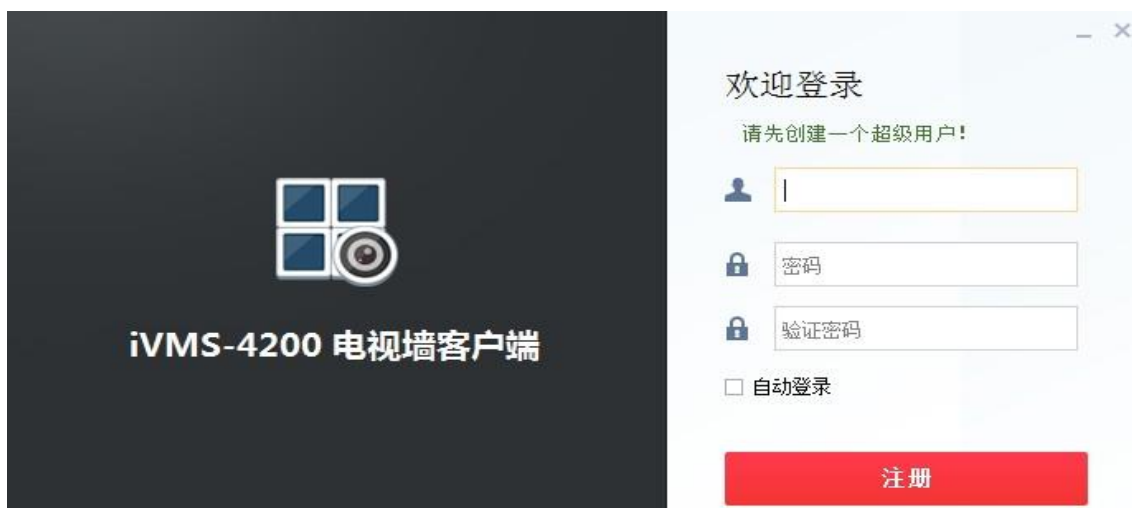 iVMS-4200 电视墙客户端
欢迎登录
请先创建一个超级用户!
密码
验证密码
自动登录
注册